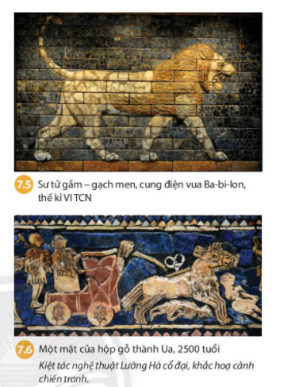 7.5 Sư tử gầm – gạch men, cung điện vua Ba-bi-lon,
thế kỉ VI TCN
7.6 Một mặt của hộp gỗ thành Ua, 2500 tuổi
Kiệt tác nghệ thuật Lưỡng Hà cổ đại, khắc hoạ cảnh
chiến tranh.